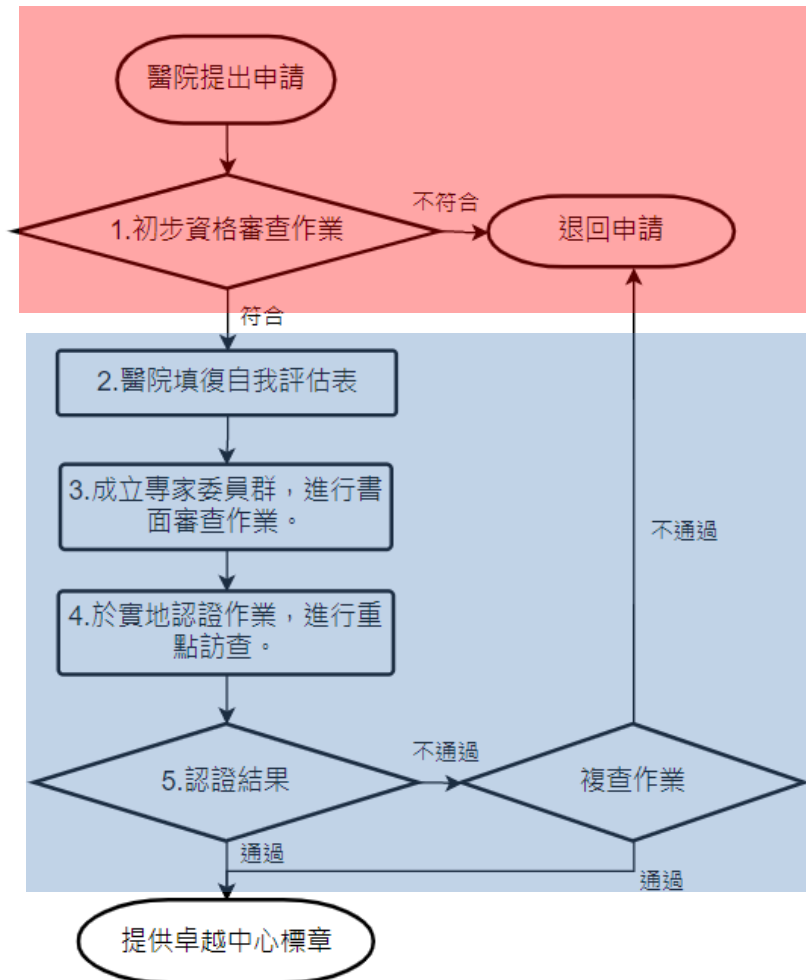 醫院提出申請
1.初步資格審查作業
不符合
退回申請
符合
2.醫院填復自我評估表
3.成立專家委員群，進行書
面審查作業。
不通過
4.於實地認證作業，進行重
點訪查。
5.認證結果
不通過
複查作業
通過
通過
提供卓越中心標章